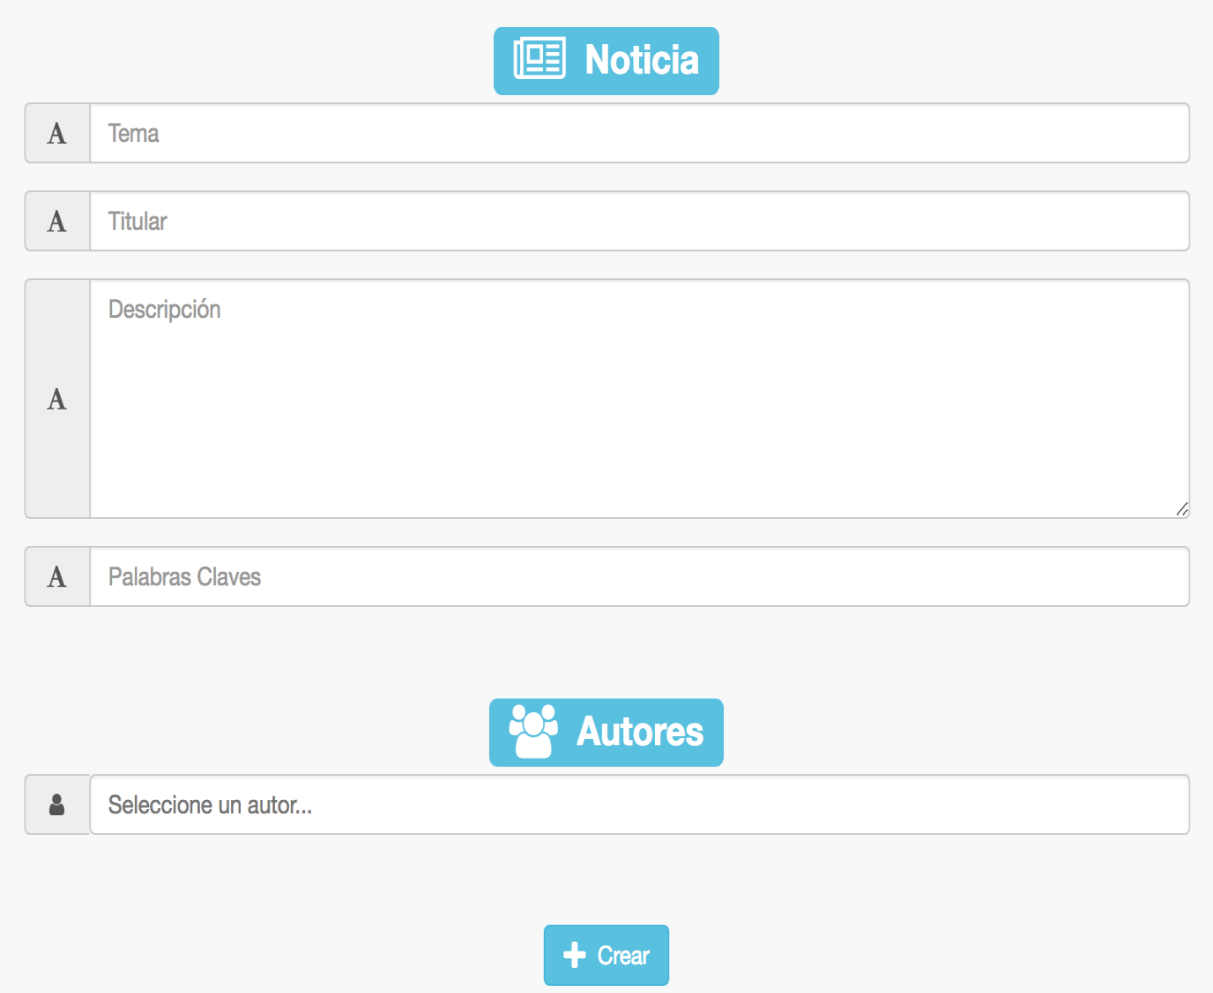 Noticia
Tema
Titular
Descripción
Palabras Claves
Autores
Seleccione un autor...
Crear